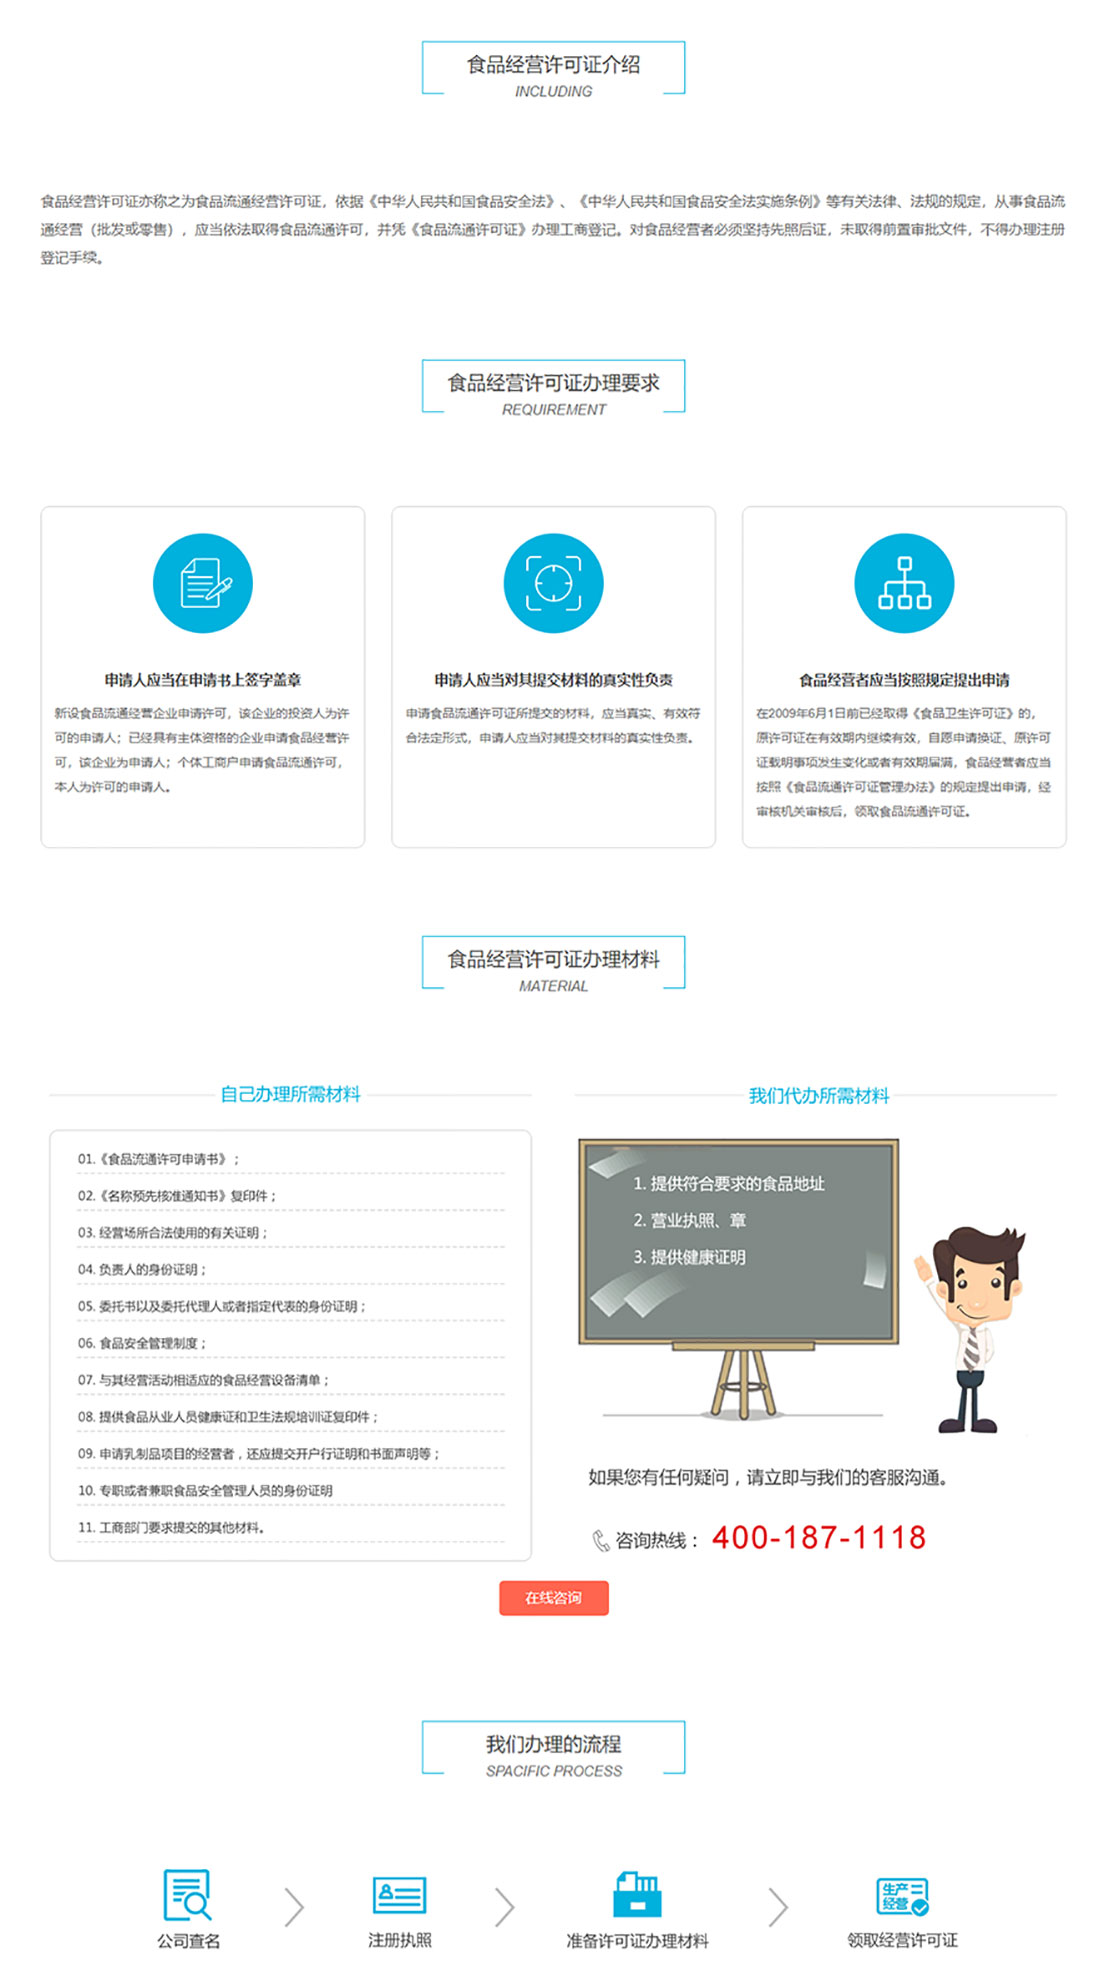 食品经营许可证介绍
INCLUDING
食品经营许可证亦称之为食品流通经营许可证，依据《中华人民共和国食品安全法》、《中华人民共和国食品安全法实施条例》等有关法律、法规的规定，从事食品流
通经营（批发或零售），应当依法取得食品流通许可，并凭《食品流通许可证》办理工商登记。对食品经营者必须坚持先照后证，未取得前置审批文件，不得办理注册
登记手续。
食品经营许可证办理要求
REQUIREMENT
申请人应当在申请书上签字盖章
新设食品流通经营企业申请许可，该企业的投资人为许
可的申请人；已经具有主体资格的企业申请食品经营许
可，该企业为申请人；个体工商户申请食品流通许可，
本人为许可的申请人。
申请人应当对其提交材料的真实性负责
申请食品流通许可证所提交的材料，应当真实、有效符
合法定形式，申请人应当对其提交材料的真实性负责。
食品经营者应当按照规定提出申请
在2009年6月1日前已经取得《食品卫生许可证》的，
原许可证在有效期内继续有效，自愿申请换证、原许可
证载明事项发生变化或者有效期届满，食品经营者应当
按照《食品流通许可证管理办法》的规定提出申请，经
审核机关审核后，领取食品流通许可证。
食品经营许可证办理材料
MATERIAL
自己办理所需材料
01.《食品流通许可申请书》；
02.《名称预先核准通知书》复印件；
03. 经营场所合法使用的有关证明；
04. 负责人的身份证明；
05. 委托书以及委托代理人或者指定代表的身份证明；
06. 食品安全管理制度；
07. 与其经营活动相适应的食品经营设备清单；
08. 提供食品从业人员健康证和卫生法规培训证复印件；
09. 申请乳制品项目的经营者，还应提交开户行证明和书面声明等；
10. 专职或者兼职食品安全管理人员的身份证明
11. 工商部门要求提交的其他材料。
我们代办所需材料
1. 提供符合要求的食品地址
2. 营业执照、章
3. 提供健康证明
如果您有任何疑问，请立即与我们的客服沟通。
咨询热线： 400-187-1118
在线咨询
我们办理的流程
SPACIFIC PROCESS
公司查名
注册执照
准备许可证办理材料
生产
经营
领取经营许可证